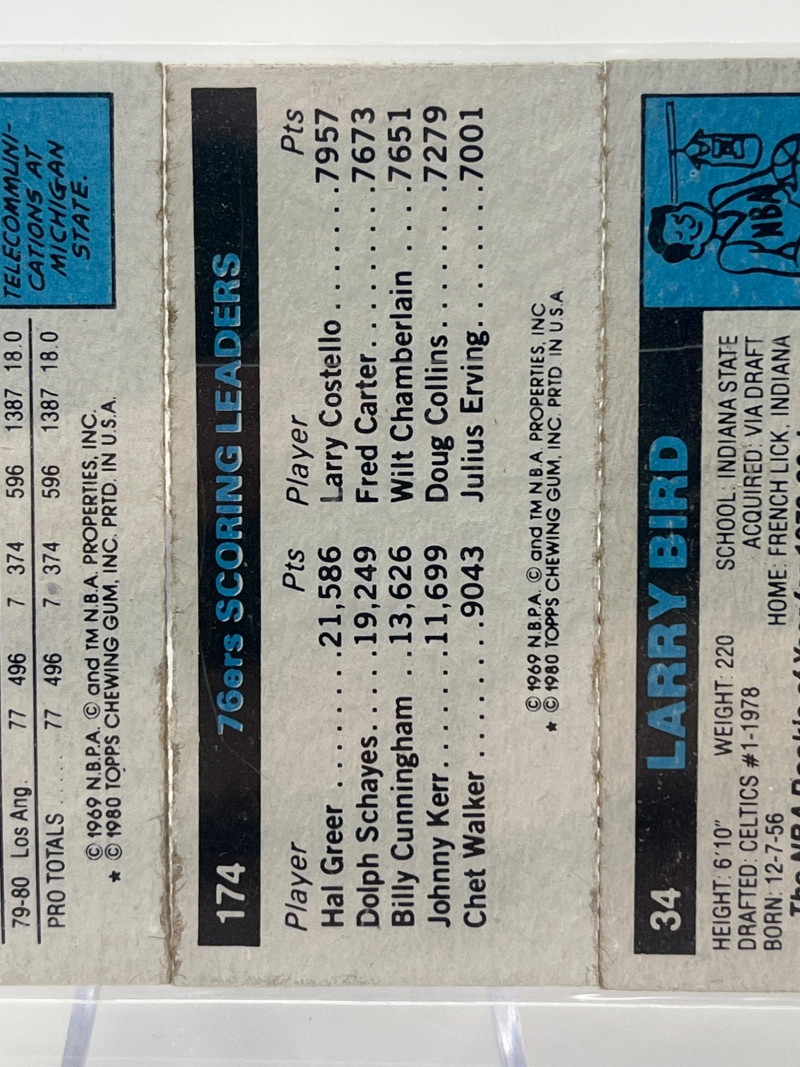 TELECOMMUNI-
CATIONS AT
MICHIGAN
STATE.
79-80 Los Ang. 77 496 7 374 596 1387 18.0
PRO TOTALS ..... 77 496 7 374 596 1387 18.0
© 1969 N.B.P.A. © and TM N.B.A. PROPERTIES, INC.
★ © 1980 TOPPS CHEWING GUM, INC. PRTD. IN U.S.A.
174 76ers SCORING LEADERS
Player Pts Player Pts
Hal Greer ........21,586 Larry Costello .......7957
Dolph Schayes.....19,249 Fred Carter..........7673
Billy Cunningham ..13,626 Wilt Chamberlain ....7651
Johnny Kerr.......11,699 Doug Collins........7279
Chet Walker ........9043 Julius Erving........7001
© 1969 N.B.P.A. © and TM N.B.A. PROPERTIES, INC
★ © 1980 TOPPS CHEWING GUM, INC. PRTD IN U.S.A
NBA
34 LARRY BIRD
HEIGHT: 6'10" WEIGHT: 220 SCHOOL: INDIANA STATE
DRAFTED: CELTICS #1-1978 ACQUIRED: VIA DRAFT
BORN: 12-7-56 HOME: FRENCH LICK, INDIANA
The NBA Rookie of